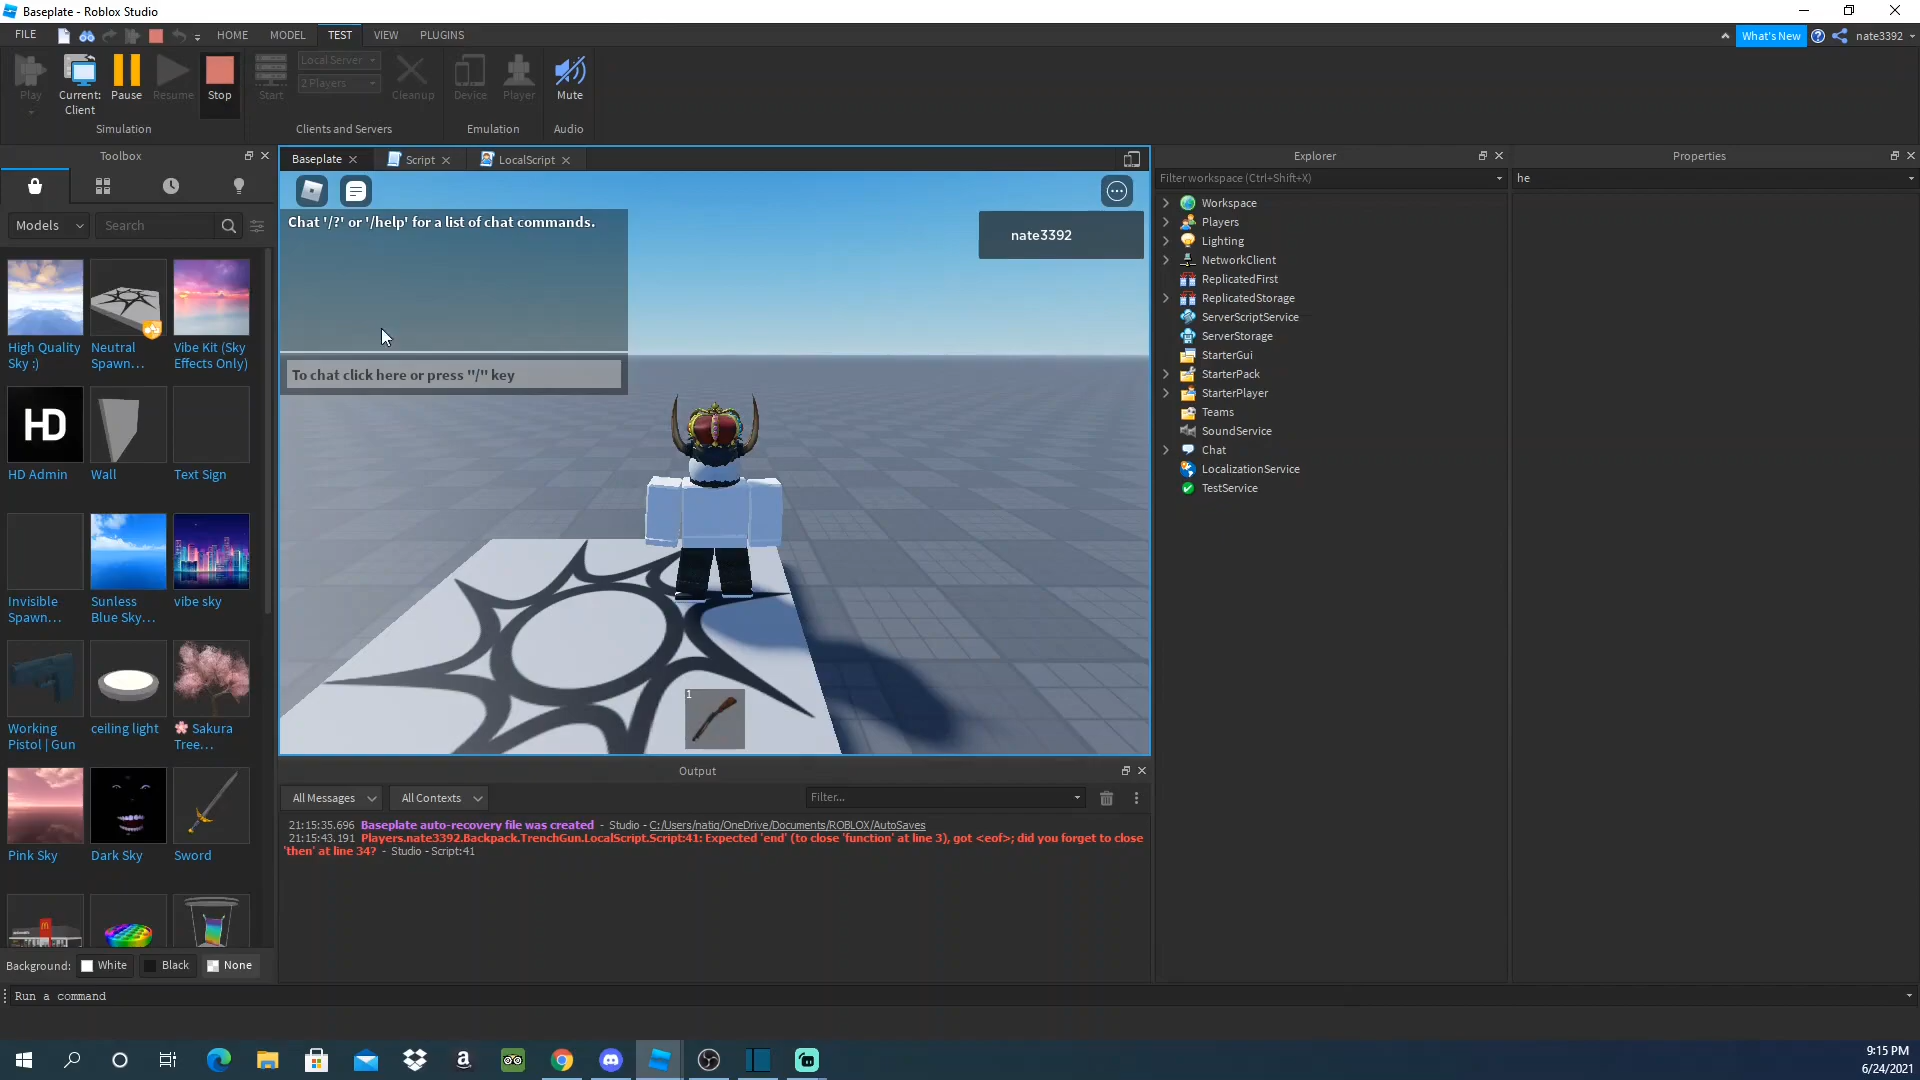 Baseplate - Roblox Studio
FILE HOME MODEL TEST VIEW PLUGINS What's New nate3392
Play Current: Client Pause Resume Stop Start Local Server 2 Players Cleanup Device Player Mute
Simulation Clients and Servers Emulation Audio
Toolbox
Models Search
High Quality Sky :)
Neutral Spawn...
Vibe Kit (Sky Effects Only)
HD
HD Admin
Wall
Text Sign
Invisible Spawn...
Sunless Blue Sky...
vibe sky
Working Pistol | Gun
ceiling light
🌸 Sakura Tree...
Pink Sky
Dark Sky
Sword
Background: White Black None
Baseplate Script LocalScript
Chat '/?' or '/help' for a list of chat commands.
To chat click here or press "/" key
nate3392
1
Output
All Messages All Contexts Filter...
21:15:35.696 Baseplate auto-recovery file was created - Studio - C:/Users/natig/OneDrive/Documents/ROBLOX/AutoSaves
21:15:43.191 Players.nate3392.Backpack.TrenchGun.LocalScript.Script:41: Expected 'end' (to close 'function' at line 3), got <eof>; did you forget to close
'then' at line 34? - Studio - Script:41
Explorer
Filter workspace (Ctrl+Shift+X)
Workspace
Players
Lighting
NetworkClient
ReplicatedFirst
ReplicatedStorage
ServerScriptService
ServerStorage
StarterGui
StarterPack
StarterPlayer
Teams
SoundService
Chat
LocalizationService
TestService
Properties
he
Run a command
9:15 PM
6/24/2021